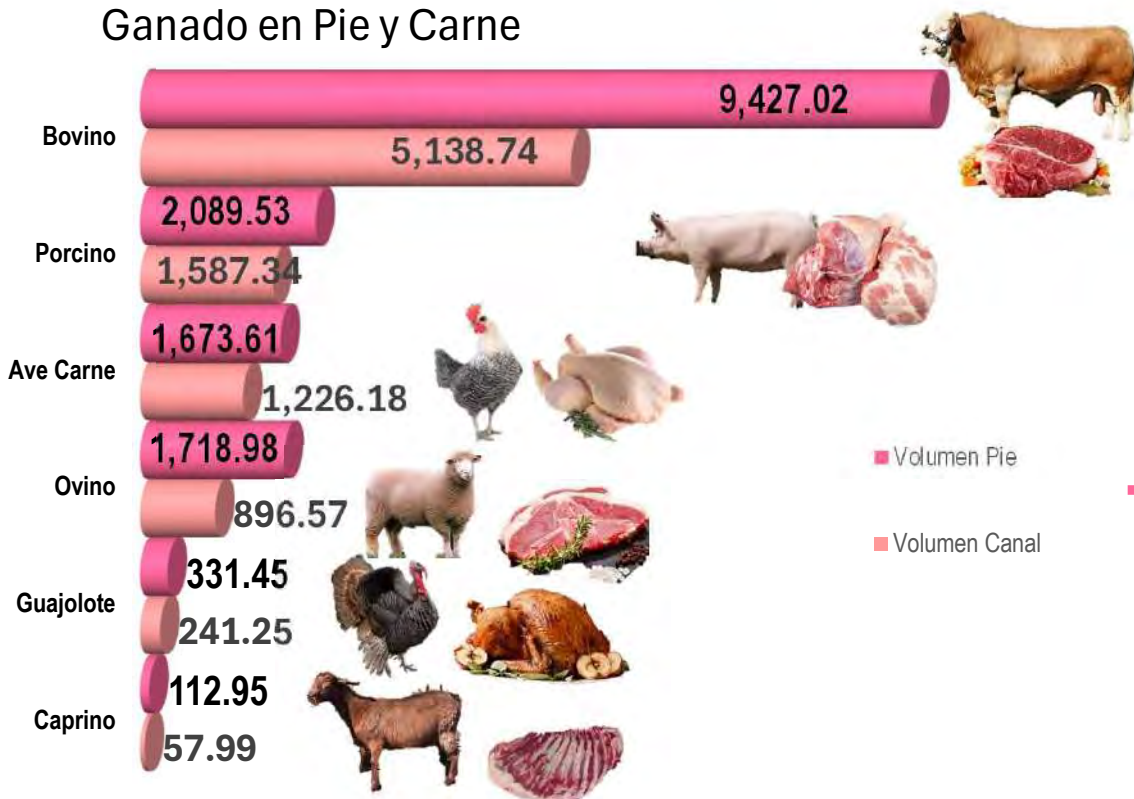 Ganado en Pie y Carne
9,427.02
Bovino
5,138.74
2,089.53
Porcino
1,587.34
1,673.61
Ave Carne
1,226.18
1,718.98
Volumen Pie
Ovino
896.57
Volumen Canal
331.45
Guajolote
241.25
112.95
Caprino
57.99